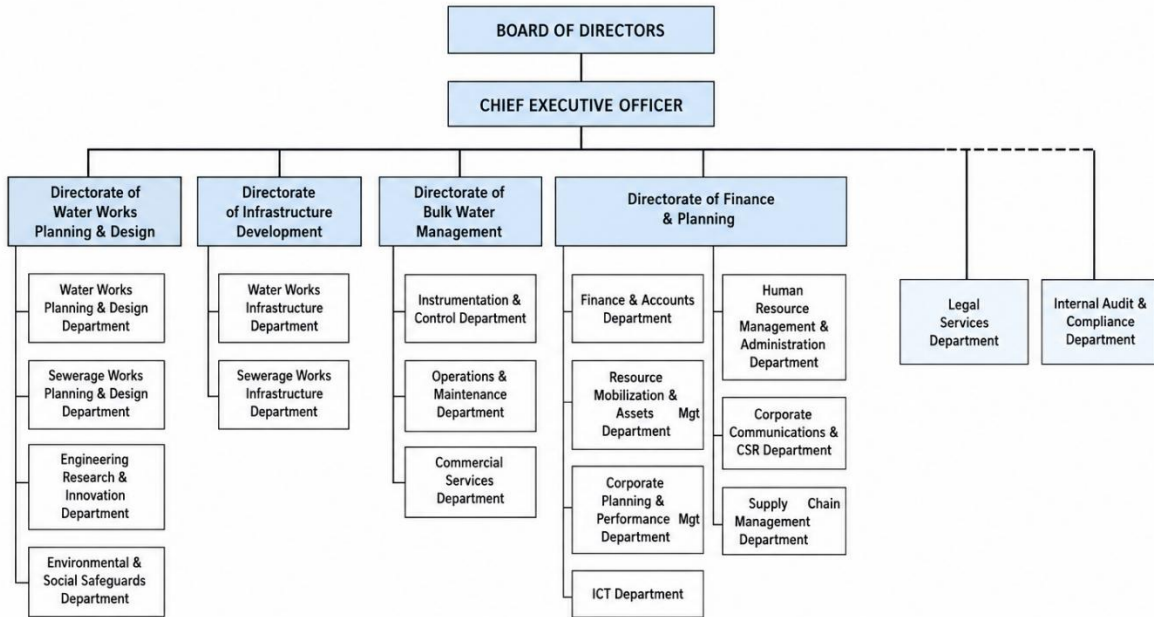 BOARD OF DIRECTORS
CHIEF EXECUTIVE OFFICER
Directorate of
Water Works
Planning & Design
Directorate
of Infrastructure
Development
Directorate of
Bulk Water
Management
Directorate of Finance
& Planning
Water Works
Planning & Design
Department
Sewerage Works
Planning & Design
Department
Engineering
Research &
Innovation
Department
Environmental &
Social Safeguards
Department
Water Works
Infrastructure
Department
Sewerage Works
Infrastructure
Department
Instrumentation &
Control Department
Operations &
Maintenance
Department
Commercial
Services
Department
Finance & Accounts
Department
Resource
Mobilization &
Assets Mgt
Department
Corporate
Planning &
Performance Mgt
Department
ICT Department
Human
Resource
Management &
Administration
Department
Corporate
Communications &
CSR Department
Supply Chain
Management
Department
Legal
Services
Department
Internal Audit &
Compliance
Department